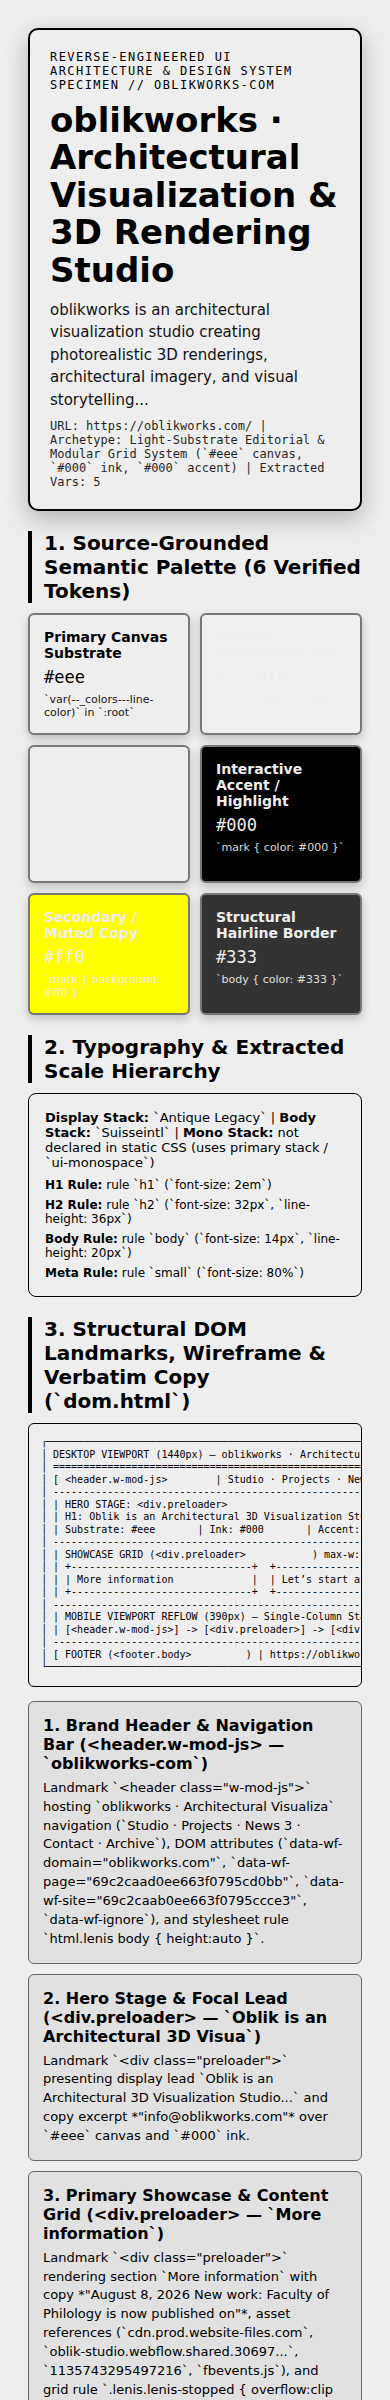 REVERSE-ENGINEERED UI
ARCHITECTURE & DESIGN SYSTEM
SPECIMEN // OBLIKWORKS-COM
oblikworks ·
Architectural
Visualization &
3D Rendering
Studio
oblikworks is an architectural
visualization studio creating
photorealistic 3D renderings,
architectural imagery, and visual
storytelling...
URL: https://oblikworks.com/ |
Archetype: Light-Substrate Editorial &
Modular Grid System (`#eee` canvas,
`#000` ink, `#000` accent) | Extracted
Vars: 5
1. Source-Grounded
Semantic Palette (6 Verified
Tokens)
Primary Canvas
Substrate
#eee
`var(--_colors---line-
color)` in `:root`
Interactive
Accent /
Highlight
#000
`mark { color: #000 }`
Secondary /
Muted Copy
#ff0
`mark { background:
#ff0 }`
Structural
Hairline Border
#333
`body { color: #333 }`
2. Typography & Extracted
Scale Hierarchy
Display Stack: `Antique Legacy` | Body
Stack: `Suisseintl` | Mono Stack: not
declared in static CSS (uses primary stack /
`ui-monospace`)
H1 Rule: rule `h1` (`font-size: 2em`)
H2 Rule: rule `h2` (`font-size: 32px`, `line-
height: 36px`)
Body Rule: rule `body` (`font-size: 14px`, `line-
height: 20px`)
Meta Rule: rule `small` (`font-size: 80%`)
3. Structural DOM
Landmarks, Wireframe &
Verbatim Copy
(`dom.html`)
DESKTOP VIEWPORT (1440px) — oblikworks · Architectu
[ <header.w-mod-js> | Studio · Projects · Ne
| HERO STAGE: <div.preloader>
| H1: Oblik is an Architectural 3D Visualization St
| Substrate: #eee | Ink: #000 | Accent:
| SHOWCASE GRID (<div.preloader> ) max-w:
| | More information | | Let’s start a
| MOBILE VIEWPORT REFLOW (390px) — Single-Column St
| [<header.w-mod-js>] -> [<div.preloader>] -> [<div
[ FOOTER (<footer.body> ) | https://oblikwo
1. Brand Header & Navigation
Bar (<header.w-mod-js> —
`oblikworks-com`)
Landmark `<header class="w-mod-js">`
hosting `oblikworks · Architectural Visualiza`
navigation (`Studio · Projects · News 3 ·
Contact · Archive`), DOM attributes (`data-wf-
domain="oblikworks.com"`, `data-wf-
page="69c2caad0ee663f0795cd0bb"`, `data-
wf-site="69c2caab0ee663f0795ccce3"`,
`data-wf-ignore`), and stylesheet rule
`html.lenis body { height:auto }`.
2. Hero Stage & Focal Lead
(<div.preloader> — `Oblik is an
Architectural 3D Visua`)
Landmark `<div class="preloader">`
presenting display lead `Oblik is an
Architectural 3D Visualization Studio...` and
copy excerpt *"info@oblikworks.com"* over
`#eee` canvas and `#000` ink.
3. Primary Showcase & Content
Grid (<div.preloader> — `More
information`)
Landmark `<div class="preloader">`
rendering section `More information` with
copy *"August 8, 2026 New work: Faculty of
Philology is now published on"*, asset
references (`cdn.prod.website-files.com`,
`oblik-studio.webflow.shared.30697...`,
`1135743295497216`, `fbevents.js`), and
grid rule `.lenis.lenis-stopped { overflow:clip